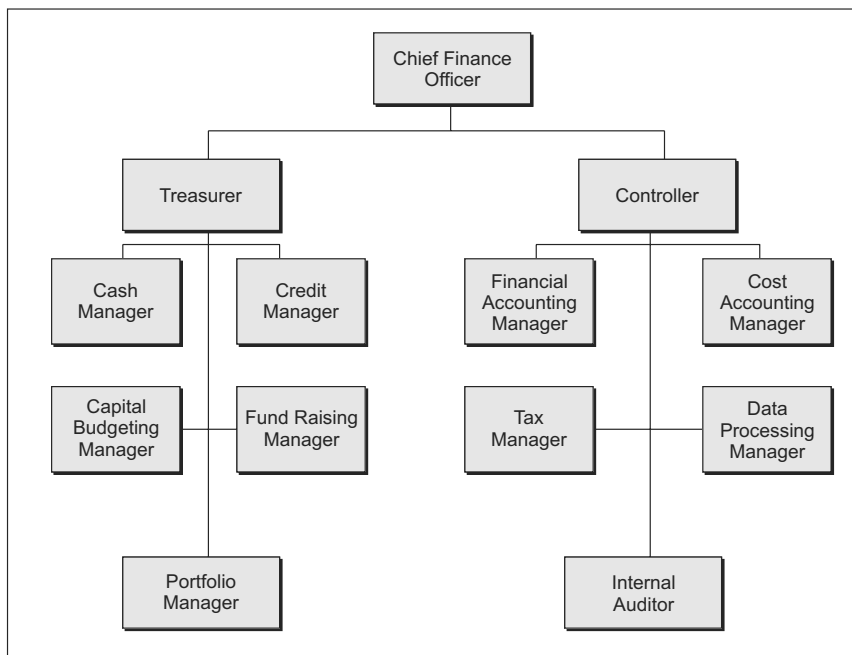 Chief Finance
Officer
Treasurer
Controller
Cash
Manager
Credit
Manager
Financial
Accounting
Manager
Cost
Accounting
Manager
Capital
Budgeting
Manager
Fund Raising
Manager
Tax
Manager
Data
Processing
Manager
Portfolio
Manager
Internal
Auditor